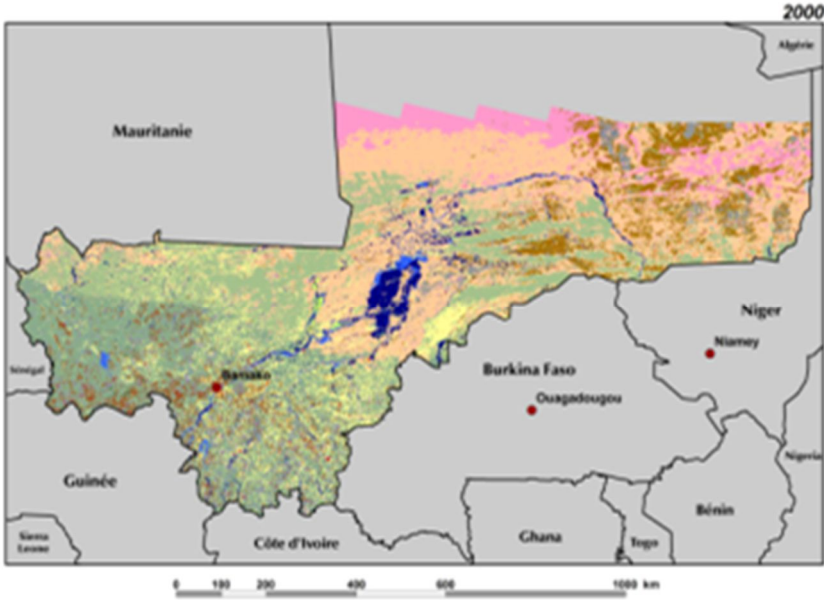 2000
Algérie
Mauritanie
Niger
Niamey
Sénégal
Bamako
Burkina Faso
Ouagadougou
Nigeria
Guinée
Bénin
Sierra
Leone
Côte d'Ivoire
Ghana
Togo
0 100 200 400 600 1000 km